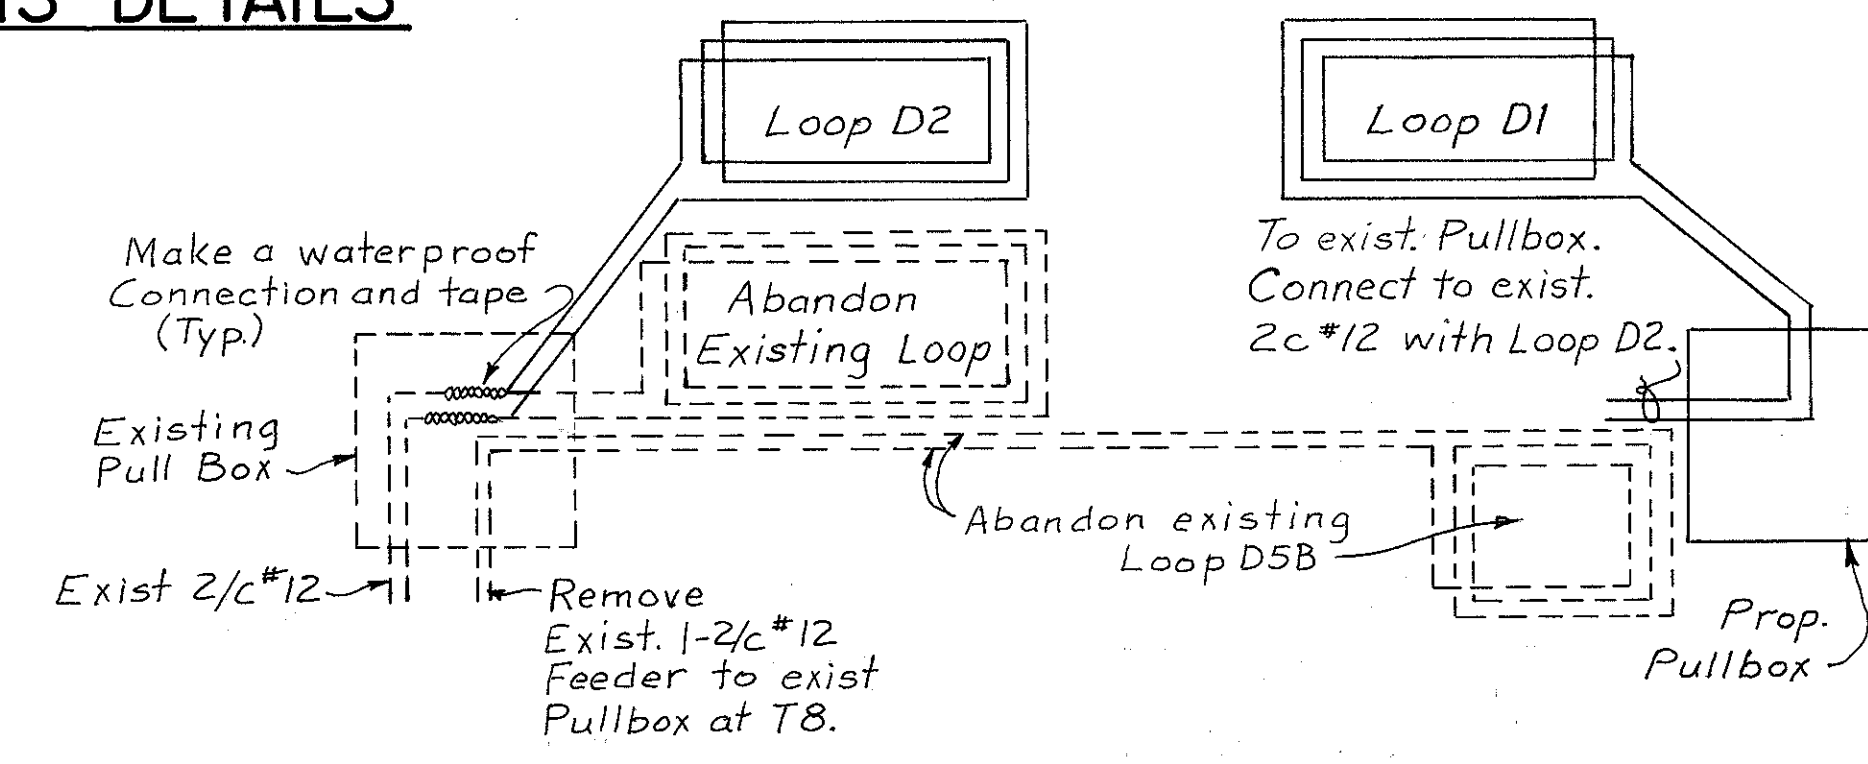 DETAILS
Loop D2
Loop D1
Make a waterproof
Connection and tape
(Typ.)
Abandon
Existing Loop
To exist. Pullbox.
Connect to exist.
2c #12 with Loop D2.
Existing
Pull Box
Abandon existing
Loop D5B
Exist 2/c #12
Remove
Exist. 1-2/c #12
Feeder to exist
Pullbox at T8.
Prop.
Pullbox